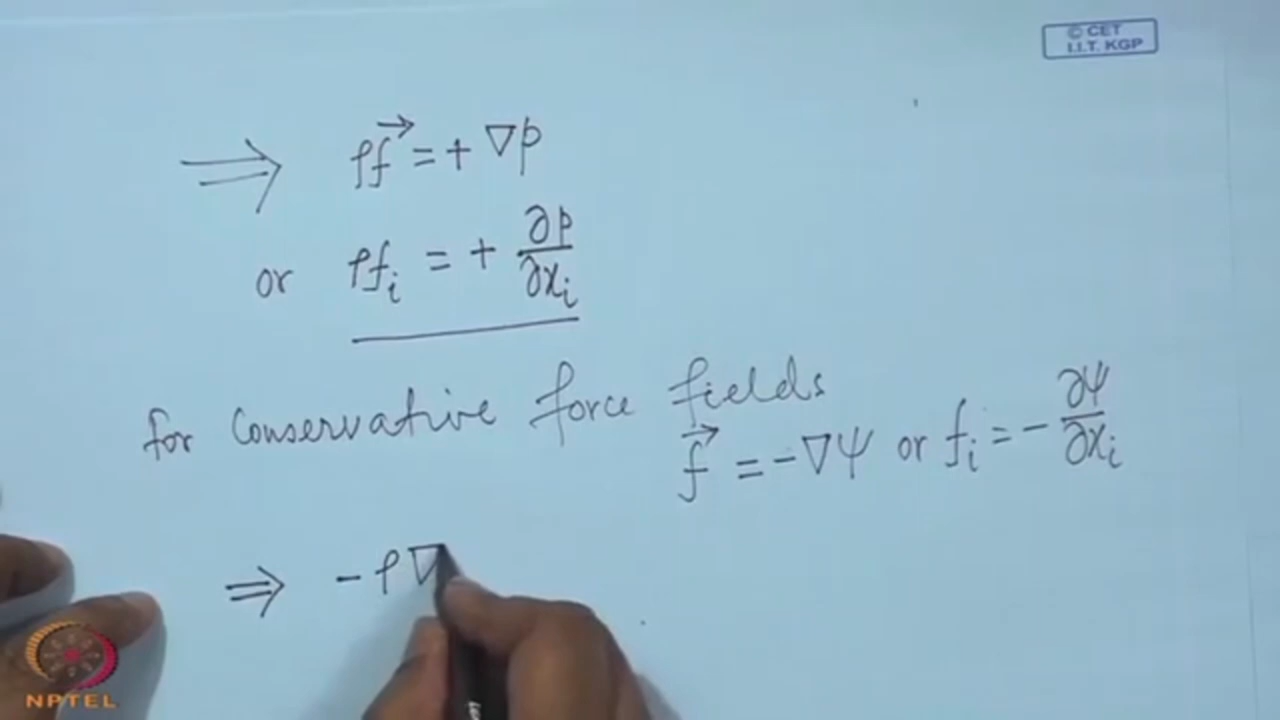 © CET
I.I.T. KGP
⟹ ρf⃗ = + ∇p
or ρfᵢ = + ∂p/∂xᵢ
for conservative force fields
f⃗ = -∇ψ or fᵢ = - ∂ψ/∂xᵢ
⇒ - ρ∇
NPTEL